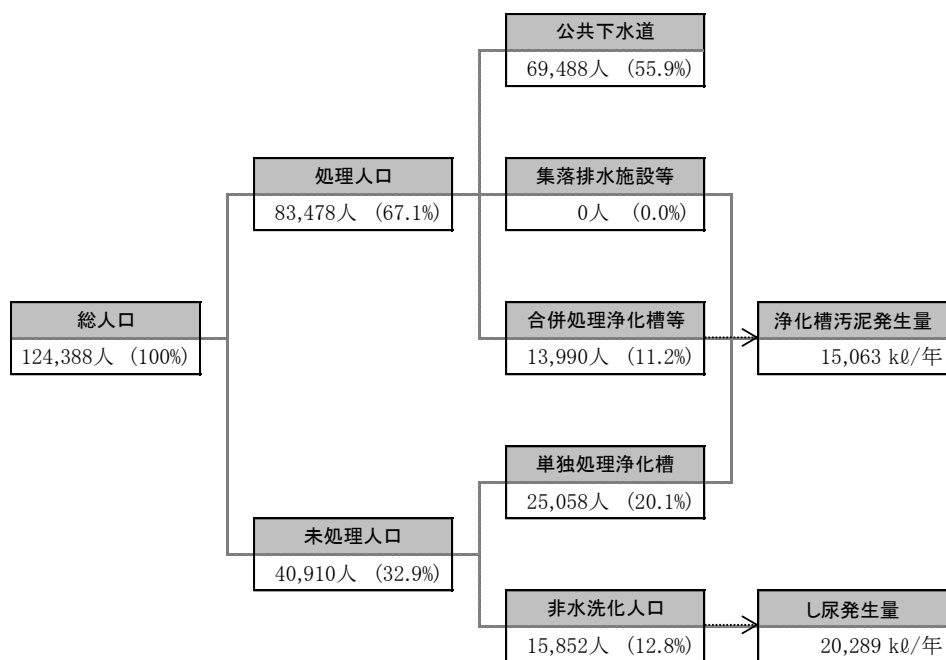 公共下水道
69,488人 (55.9%)
処理人口
83,478人 (67.1%)
集落排水施設等
0人 (0.0%)
総人口
124,388人 (100%)
合併処理浄化槽等
13,990人 (11.2%)
浄化槽汚泥発生量
15,063 kℓ/年
単独処理浄化槽
25,058人 (20.1%)
未処理人口
40,910人 (32.9%)
非水洗化人口
15,852人 (12.8%)
し尿発生量
20,289 kℓ/年